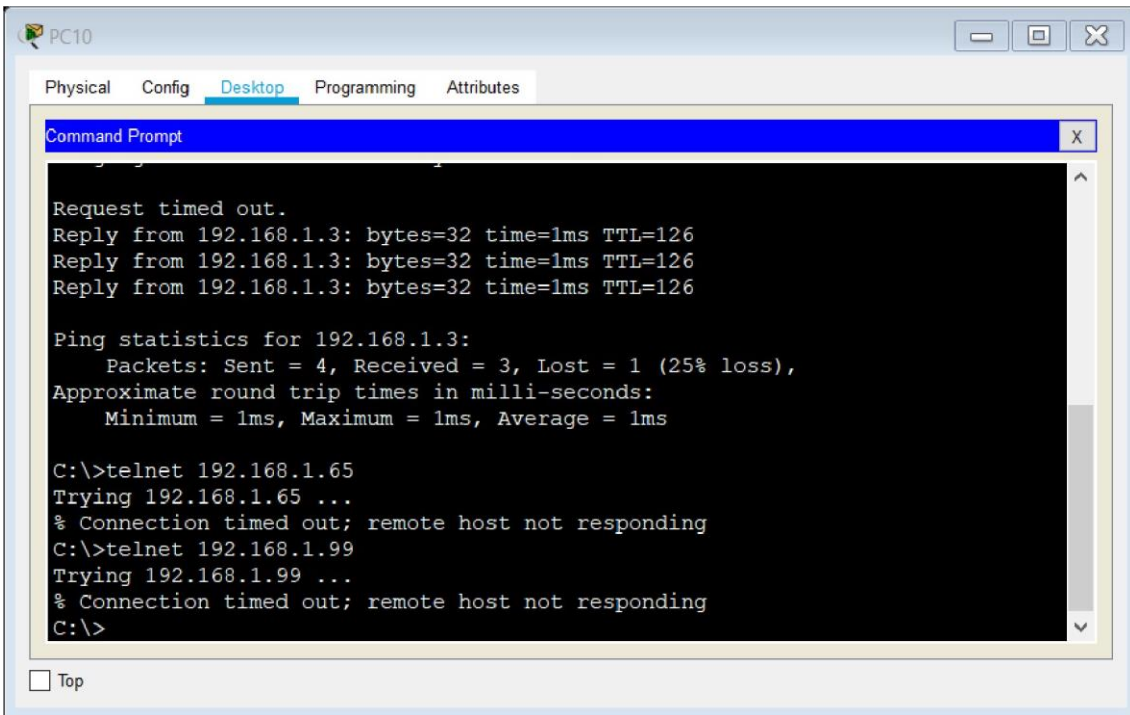 PC10
Physical Config Desktop Programming Attributes
Command Prompt
X
Request timed out.
Reply from 192.168.1.3: bytes=32 time=1ms TTL=126
Reply from 192.168.1.3: bytes=32 time=1ms TTL=126
Reply from 192.168.1.3: bytes=32 time=1ms TTL=126
Ping statistics for 192.168.1.3:
Packets: Sent = 4, Received = 3, Lost = 1 (25% loss),
Approximate round trip times in milli-seconds:
Minimum = 1ms, Maximum = 1ms, Average = 1ms
C:\>telnet 192.168.1.65
Trying 192.168.1.65 ...
% Connection timed out; remote host not responding
C:\>telnet 192.168.1.99
Trying 192.168.1.99 ...
% Connection timed out; remote host not responding
C:\>
Top